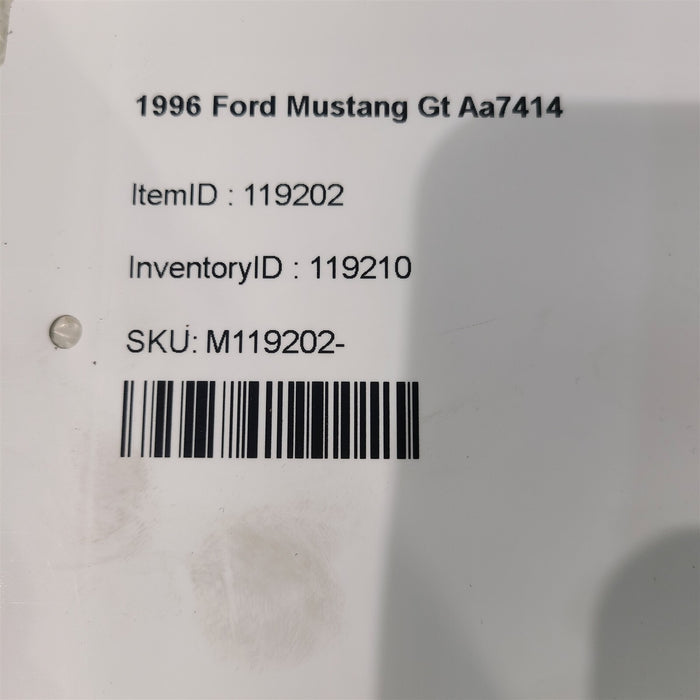 1996 Ford Mustang Gt Aa7414
ItemID : 119202
InventoryID : 119210
SKU: M119202-